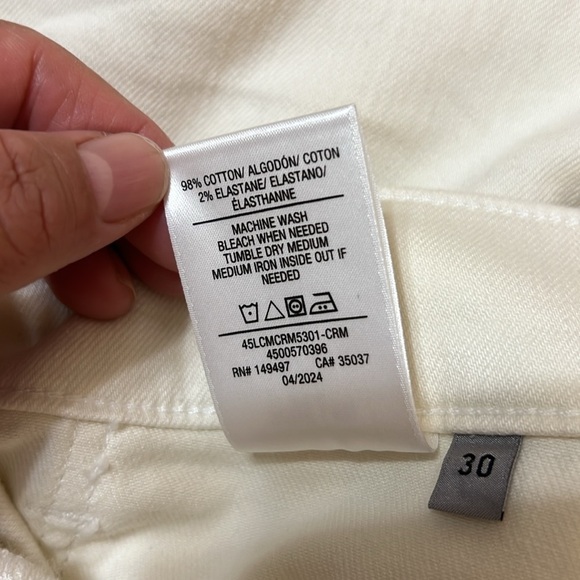 98% COTTON/ ALGODÓN/ COTON
2% ELASTANE/ ELASTANO/
ÉLASTHANNE
MACHINE WASH
BLEACH WHEN NEEDED
TUMBLE DRY MEDIUM
MEDIUM IRON INSIDE OUT IF
NEEDED
45LCMCRM5301-CRM
4500570396
RN# 149497 CA# 35037
04/2024
30